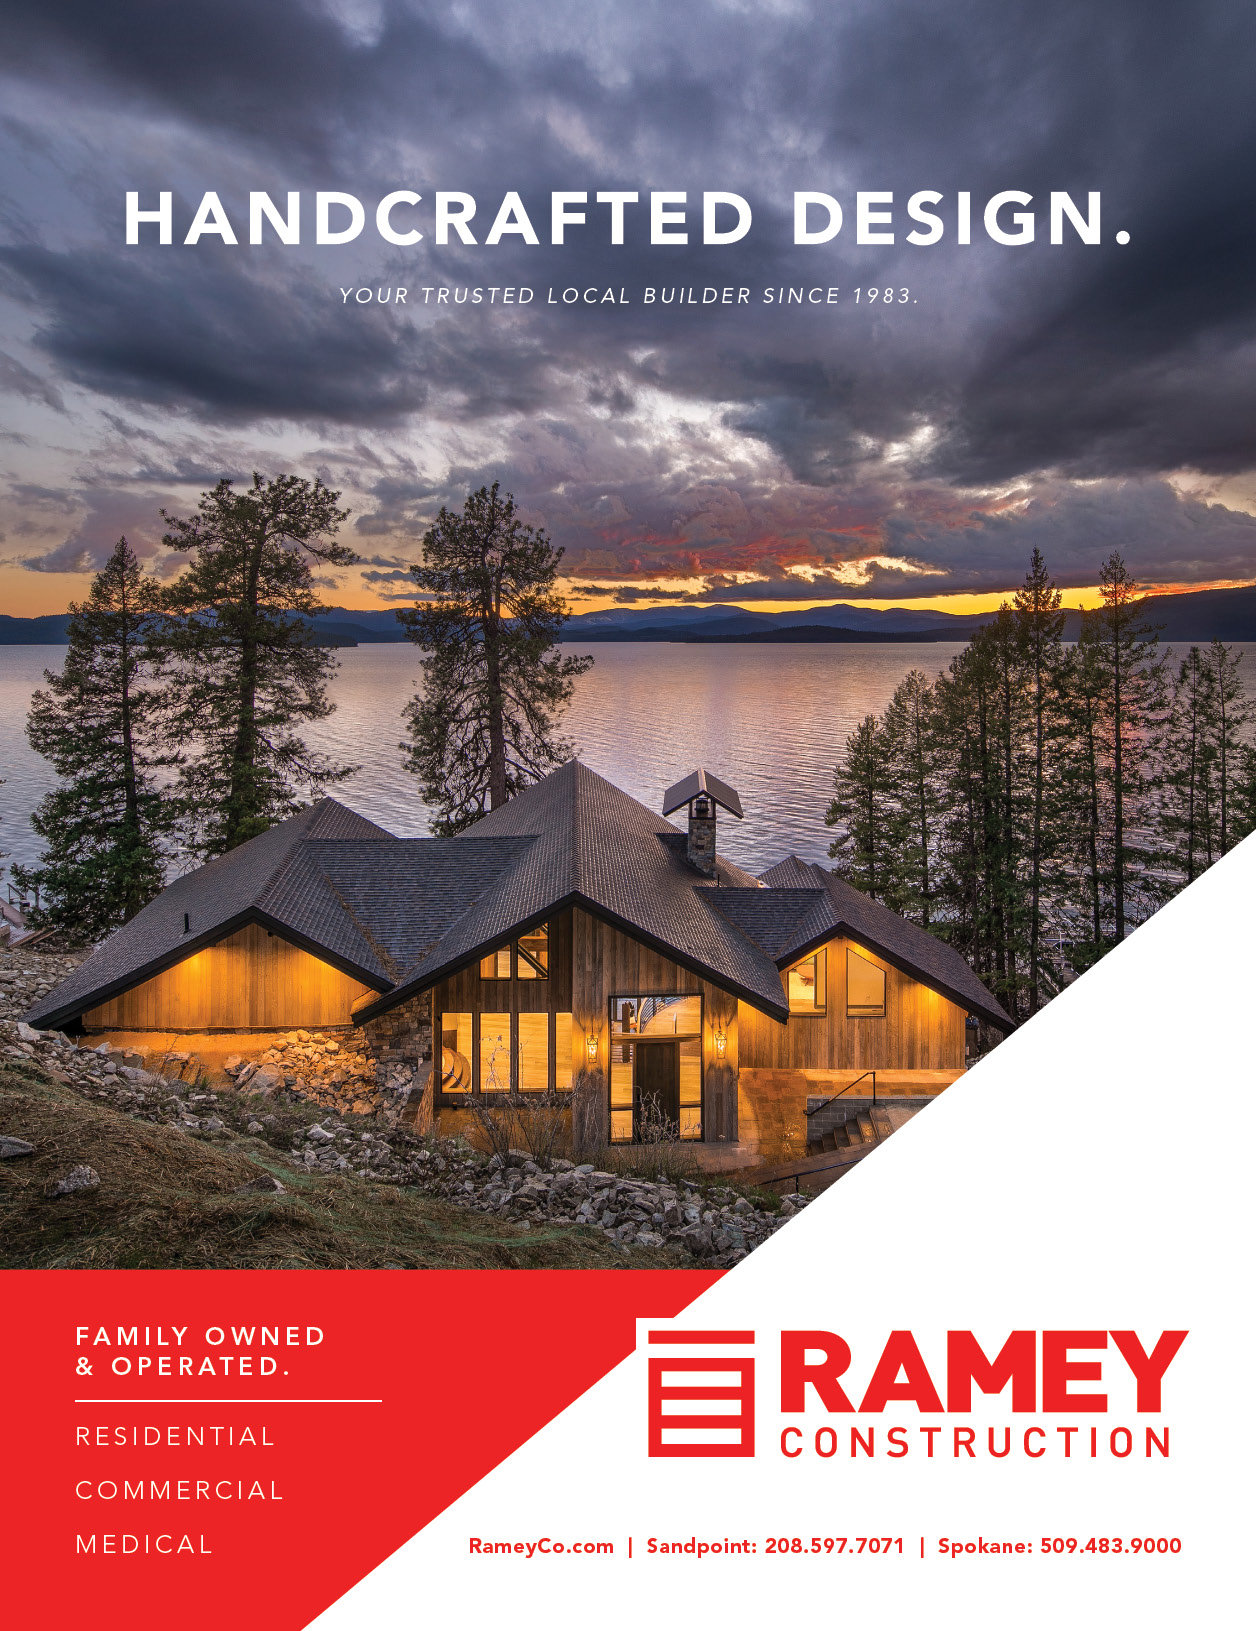 HANDCRAFTED DESIGN.
YOUR TRUSTED LOCAL BUILDER SINCE 1983.
FAMILY OWNED
& OPERATED.
RESIDENTIAL
COMMERCIAL
MEDICAL
RAMEY
CONSTRUCTION
RameyCo.com | Sandpoint: 208.597.7071 | Spokane: 509.483.9000